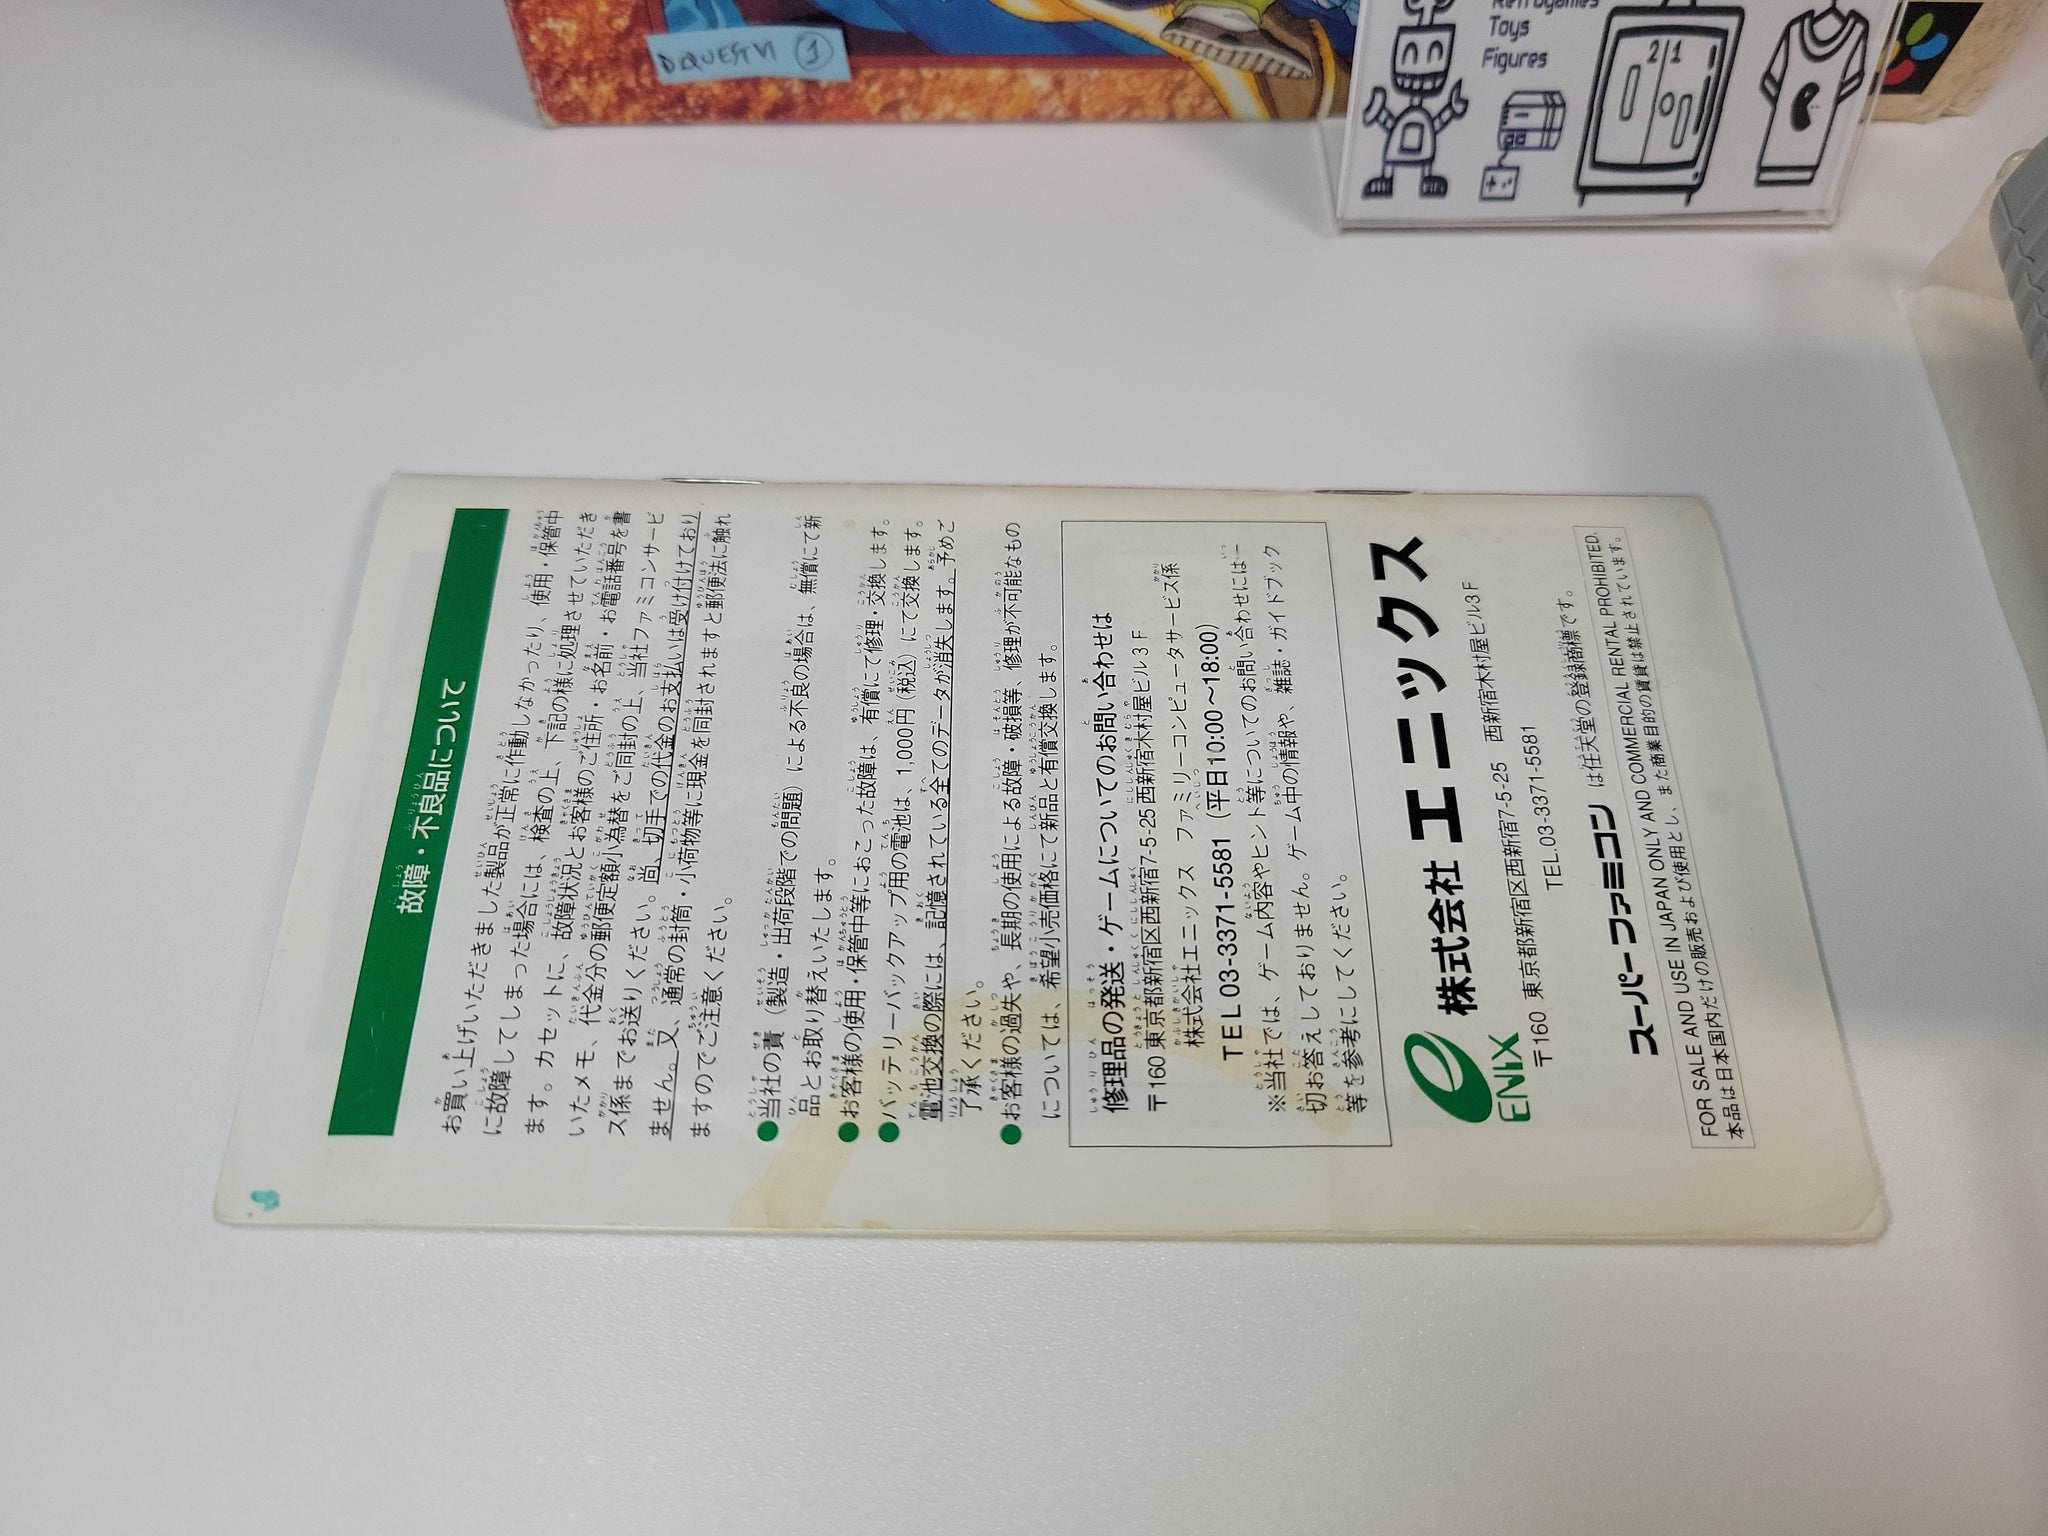 D.QUEST VI ①
Retrogames
Toys
Figures
2 1
故障・不良品について
お買い上げいただきました製品が正常に作動しなかったり、使用・保管中
に故障してしまった場合には、検査の上、下記の様に処理させていただき
ます。カセットに、故障状況とお客様のご住所・お名前・お電話番号を書
いたメモ、代金分の郵便定額小為替をご同封の上、当社ファミコンサービ
ス係までお送りください。尚、切手での代金のお支払いは受け付けており
ません。又、通常の封筒・小荷物等に現金を同封されますと郵便法に触れ
ますのでご注意ください。
●当社の責（製造・出荷段階での問題）による不良の場合は、無償にて新
品とお取り替えいたします。
●お客様の使用・保管中等におこった故障は、有償にて修理・交換します。
●バッテリーバックアップ用の電池は、1,000円（税込）にて交換します。
電池交換の際には、記憶されている全てのデータが消失します。予めご
了承ください。
●お客様の過失や、長期の使用による故障・破損等、修理が不可能なもの
については、希望小売価格にて新品と有償交換します。
修理品の発送・ゲームについてのお問い合わせは
〒160 東京都新宿区西新宿7-5-25 西新宿木村屋ビル3F
株式会社エニックス ファミリーコンピュータサービス係
TEL 03-3371-5581 (平日10:00〜18:00)
※当社では、ゲーム内容やヒント等についてのお問い合わせには一
切お答えしておりません。ゲーム中の情報や、雑誌・ガイドブック
等を参考にしてください。
ENIX 株式会社 エニックス
〒160 東京都新宿区西新宿7-5-25 西新宿木村屋ビル3F
TEL.03-3371-5581
スーパーファミコン は任天堂の登録商標です。
FOR SALE AND USE IN JAPAN ONLY AND COMMERCIAL RENTAL PROHIBITED.
本品は日本国内だけの販売および使用とし、また商業目的の賃貸は禁止されています。